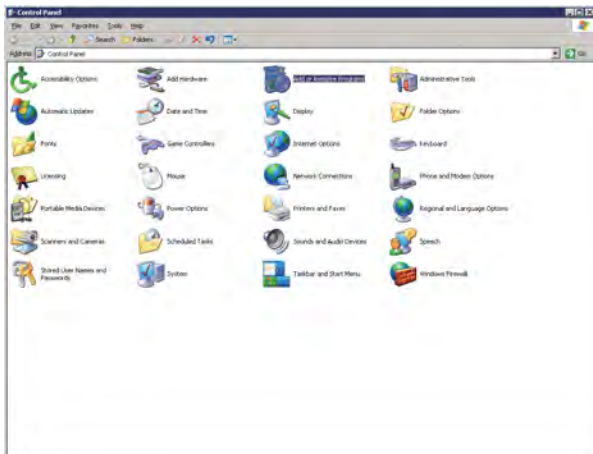 Control Panel
File Edit View Favorites Tools Help
Search Folders
Address Control Panel Go
Accessibility Options Add Hardware Add or Remove Programs Administrative Tools
Automatic Updates Date and Time Display Folder Options
Fonts Game Controllers Internet Options Keyboard
Licensing Mouse Network Connections Phone and Modem Options
Portable Media Devices Power Options Printers and Faxes Regional and Language Options
Scanners and Cameras Scheduled Tasks Sounds and Audio Devices Speech
Stored User Names and Passwords System Taskbar and Start Menu Windows Firewall